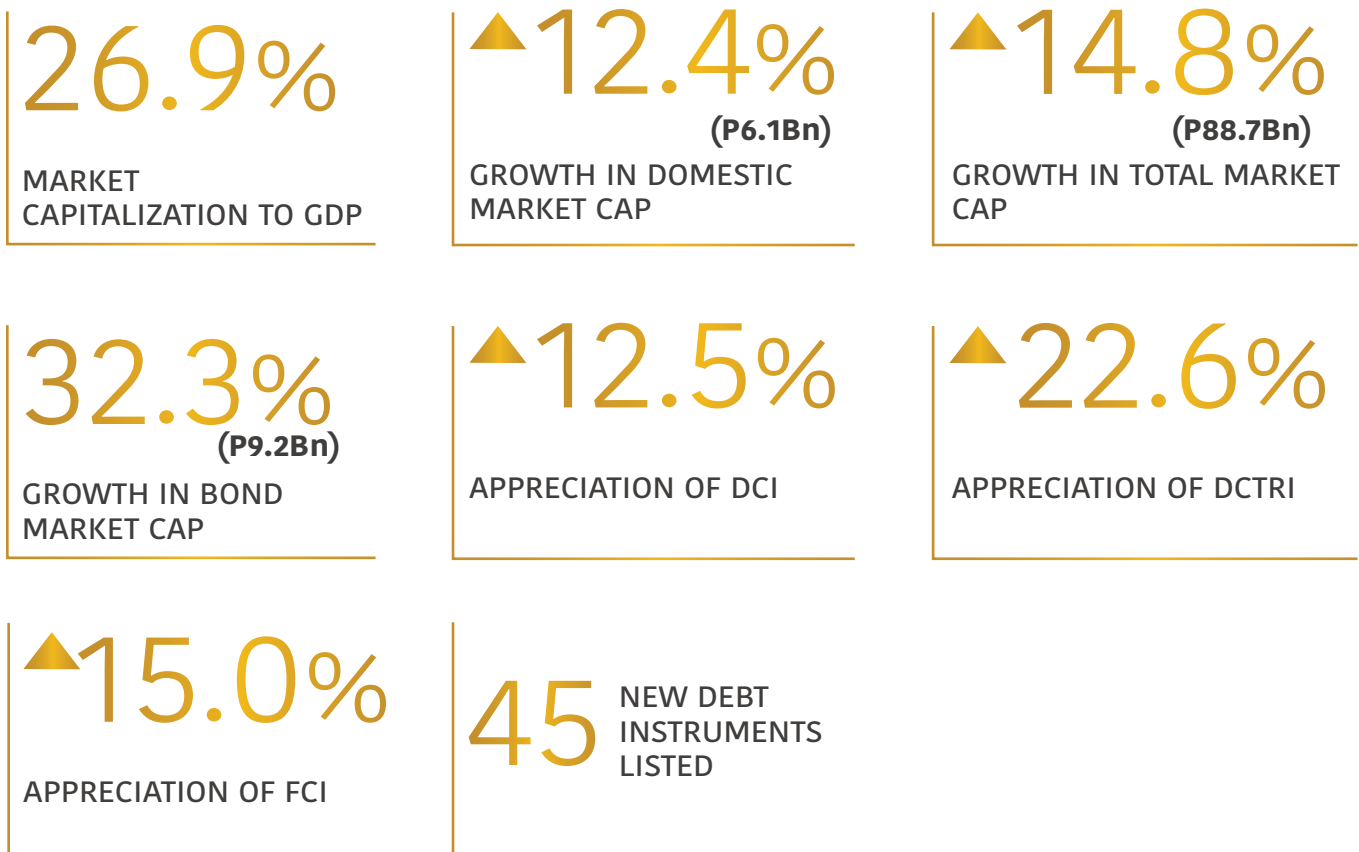 26.9%
MARKET
CAPITALIZATION TO GDP
12.4%
(P6.1Bn)
GROWTH IN DOMESTIC
MARKET CAP
14.8%
(P88.7Bn)
GROWTH IN TOTAL MARKET
CAP
32.3%
(P9.2Bn)
GROWTH IN BOND
MARKET CAP
12.5%
APPRECIATION OF DCI
22.6%
APPRECIATION OF DCTRI
15.0%
APPRECIATION OF FCI
45
NEW DEBT
INSTRUMENTS
LISTED